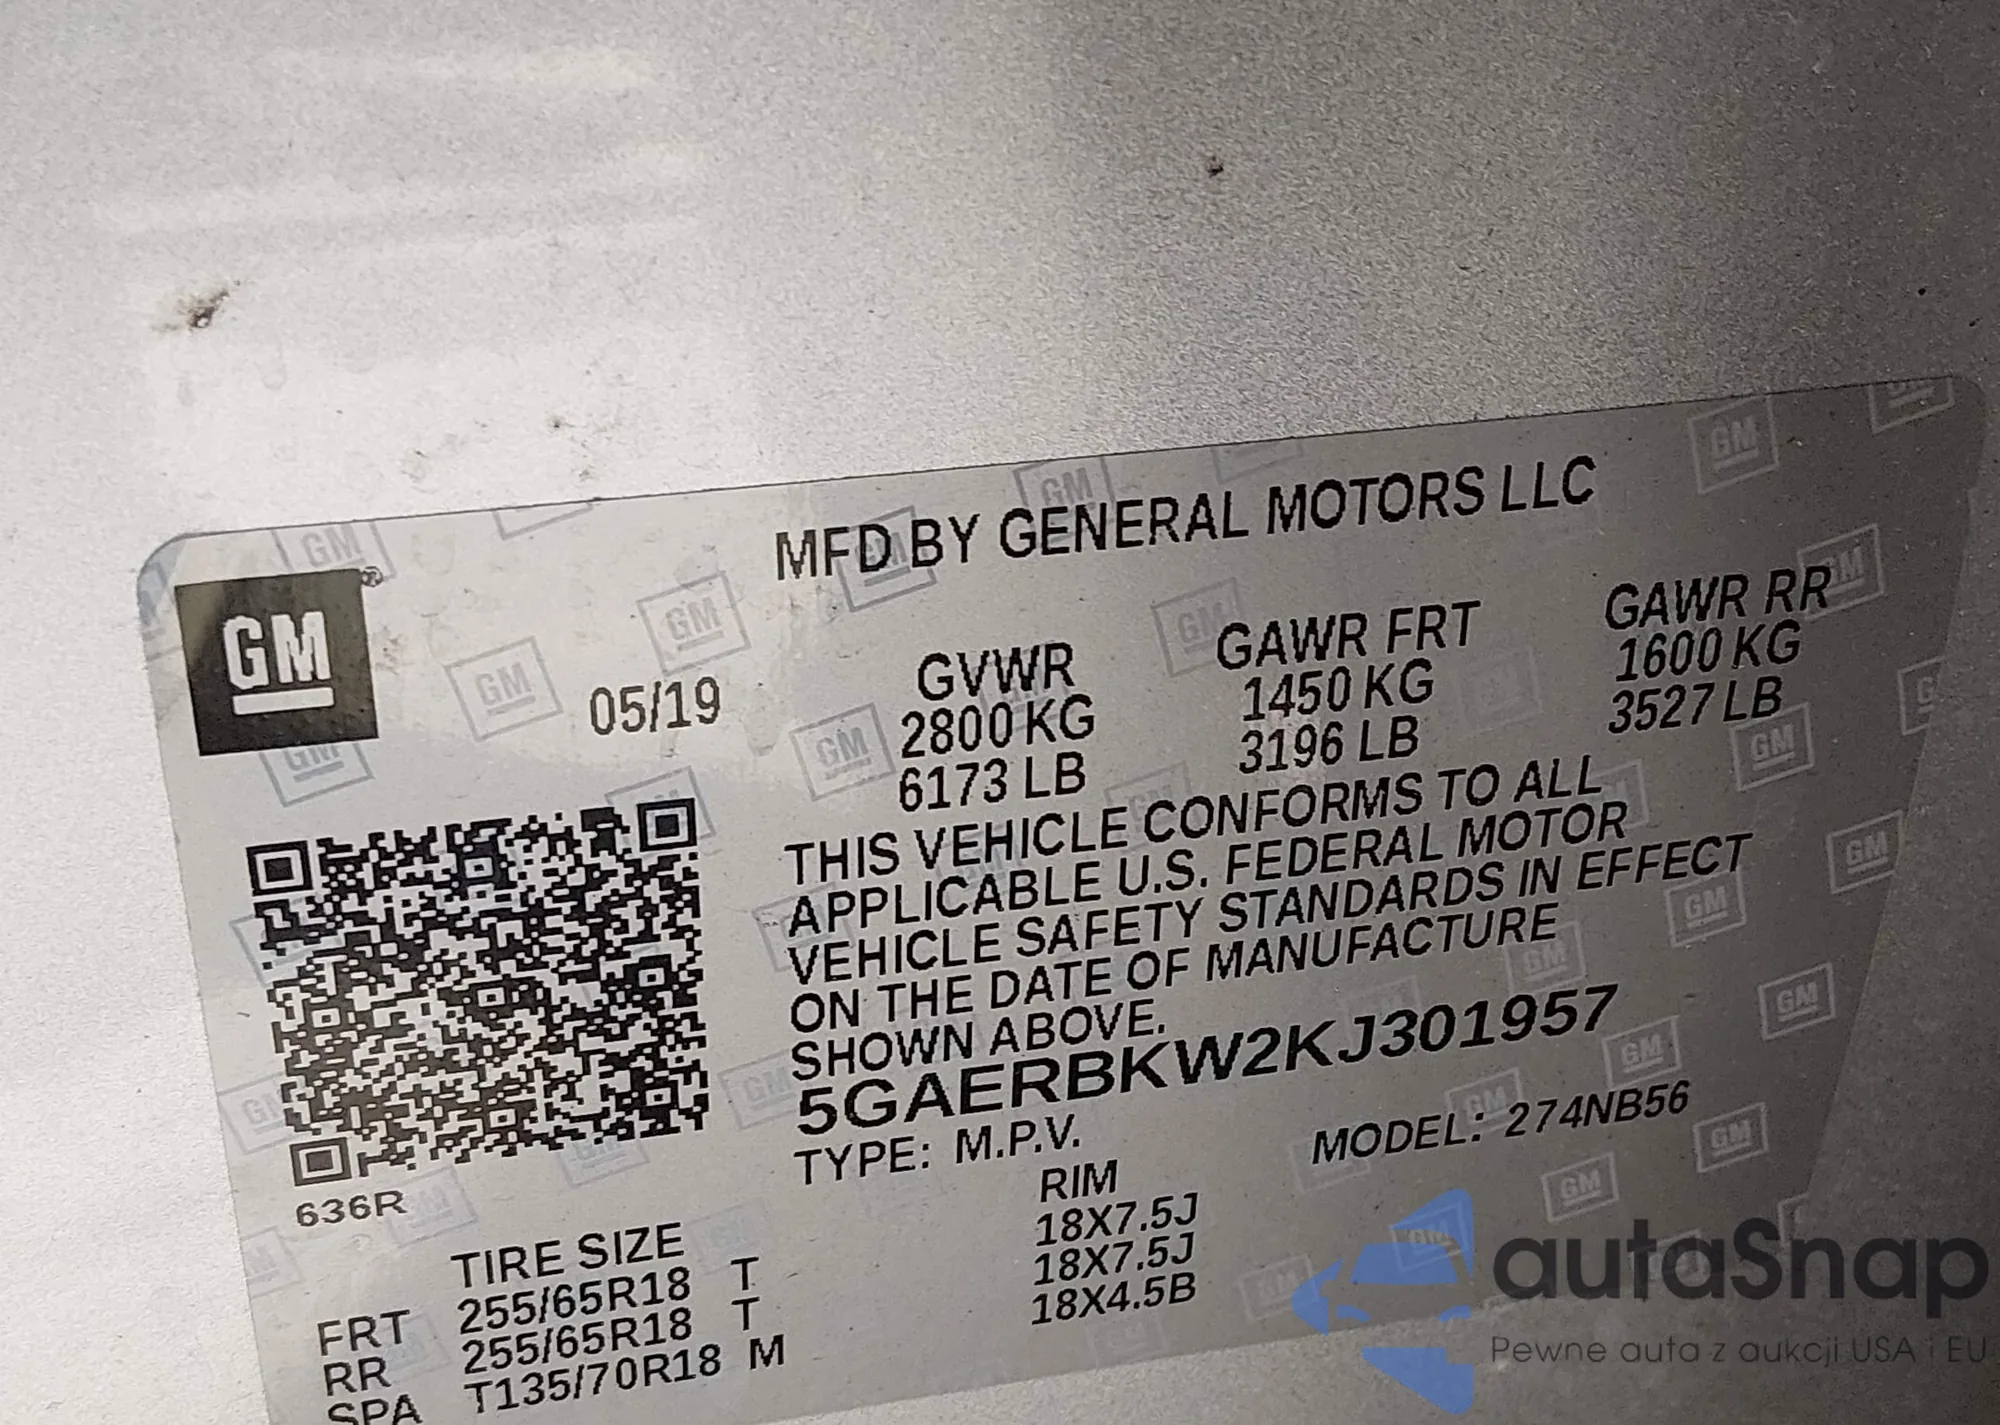 MFD BY GENERAL MOTORS LLC
GM®
05/19
GVWR GAWR FRT GAWR RR
2800 KG 1450 KG 1600 KG
6173 LB 3196 LB 3527 LB
THIS VEHICLE CONFORMS TO ALL
APPLICABLE U.S. FEDERAL MOTOR
VEHICLE SAFETY STANDARDS IN EFFECT
ON THE DATE OF MANUFACTURE
SHOWN ABOVE.
5GAERBKW2KJ301957
TYPE: M.P.V. MODEL: 274NB56
636R
TIRE SIZE RIM
FRT 255/65R18 T 18X7.5J
RR 255/65R18 T 18X7.5J
SPA T135/70R18 M 18X4.5B
autaSnap
Pewne auta z aukcji USA i EU